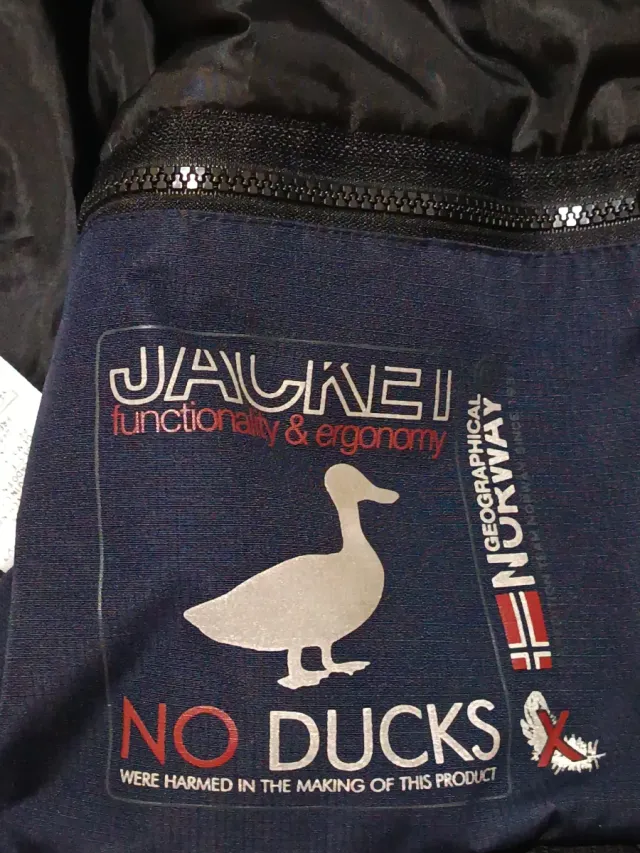 JACKET
functionality & ergonomy
GEOGRAPHICAL
NORWAY
NO DUCKS
WERE HARMED IN THE MAKING OF THIS PRODUCT